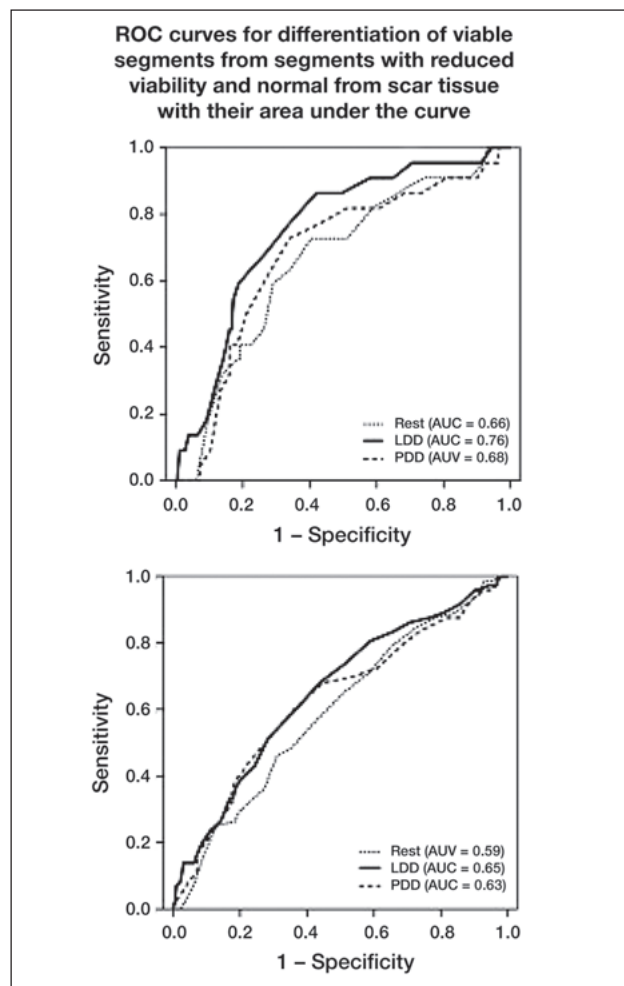 ROC curves for differentiation of viable
segments from segments with reduced
viability and normal from scar tissue
with their area under the curve
1.0
0.8
0.6
0.4
0.2
0.0
Sensitivity
Rest (AUC = 0.66)
LDD (AUC = 0.76)
PDD (AUV = 0.68)
0.0 0.2 0.4 0.6 0.8 1.0
1 – Specificity
1.0
0.8
0.6
0.4
0.2
0.0
Sensitivity
Rest (AUV = 0.59)
LDD (AUC = 0.65)
PDD (AUC = 0.63)
0.0 0.2 0.4 0.6 0.8 1.0
1 – Specificity